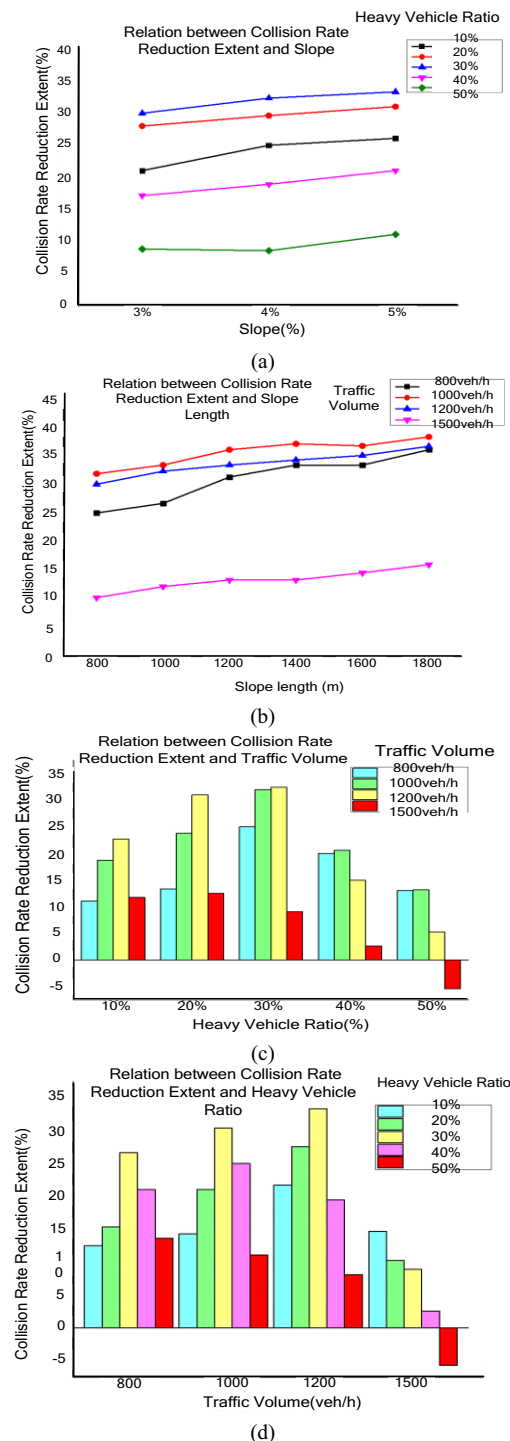 Relation between Collision Rate
Reduction Extent and Slope
Heavy Vehicle Ratio
10%
20%
30%
40%
50%
Collision Rate Reduction Extent(%)
40
35
30
25
20
15
10
5
0
3%
4%
5%
Slope(%)
(a)
Relation between Collision Rate
Reduction Extent and Slope
Length
Traffic
Volume
800veh/h
1000veh/h
1200veh/h
1500veh/h
Collision Rate Reduction Extent(%)
45
40
35
30
25
20
15
10
5
0
800
1000
1200
1400
1600
1800
Slope length (m)
(b)
Relation between Collision Rate
Reduction Extent and Traffic Volume
Traffic Volume
800veh/h
1000veh/h
1200veh/h
1500veh/h
Collision Rate Reduction Extent(%)
35
30
25
20
15
10
5
0
-5
10%
20%
30%
40%
50%
Heavy Vehicle Ratio(%)
(c)
Relation between Collision Rate
Reduction Extent and Heavy Vehicle
Ratio
Heavy Vehicle Ratio
10%
20%
30%
40%
50%
Collision Rate Reduction Extent(%)
35
30
25
20
15
1
0
5
0
-5
800
1000
1200
1500
Traffic Volume(veh/h)
(d)